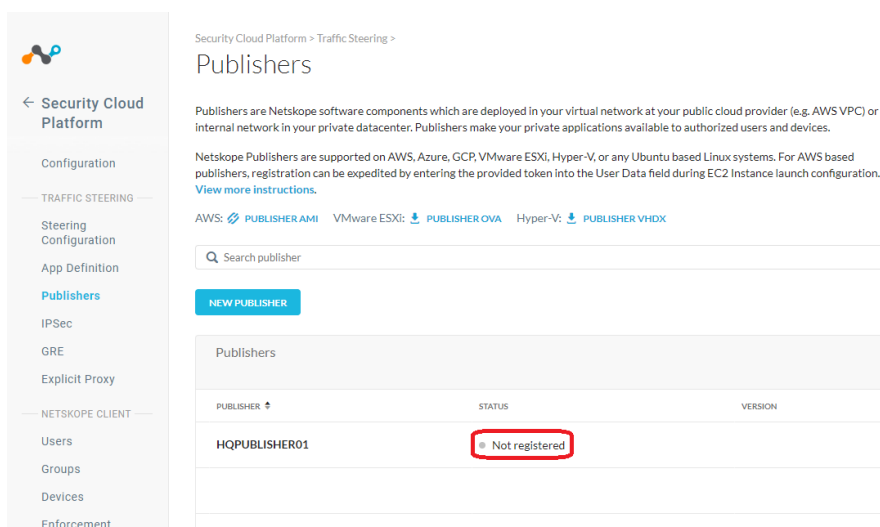 Security Cloud Platform > Traffic Steering >
Publishers
← Security Cloud
Platform
Publishers are Netskope software components which are deployed in your virtual network at your public cloud provider (e.g. AWS VPC) or
internal network in your private datacenter. Publishers make your private applications available to authorized users and devices.
Netskope Publishers are supported on AWS, Azure, GCP, VMware ESXi, Hyper-V, or any Ubuntu based Linux systems. For AWS based
publishers, registration can be expedited by entering the provided token into the User Data field during EC2 Instance launch configuration.
View more instructions.
AWS: PUBLISHER AMI VMware ESXi: PUBLISHER OVA Hyper-V: PUBLISHER VHDX
Search publisher
NEW PUBLISHER
Publishers
PUBLISHER STATUS VERSION
HQPUBLISHER01 Not registered
Configuration
TRAFFIC STEERING
Steering
Configuration
App Definition
Publishers
IPSec
GRE
Explicit Proxy
NETSKOPE CLIENT
Users
Groups
Devices
Enforcement